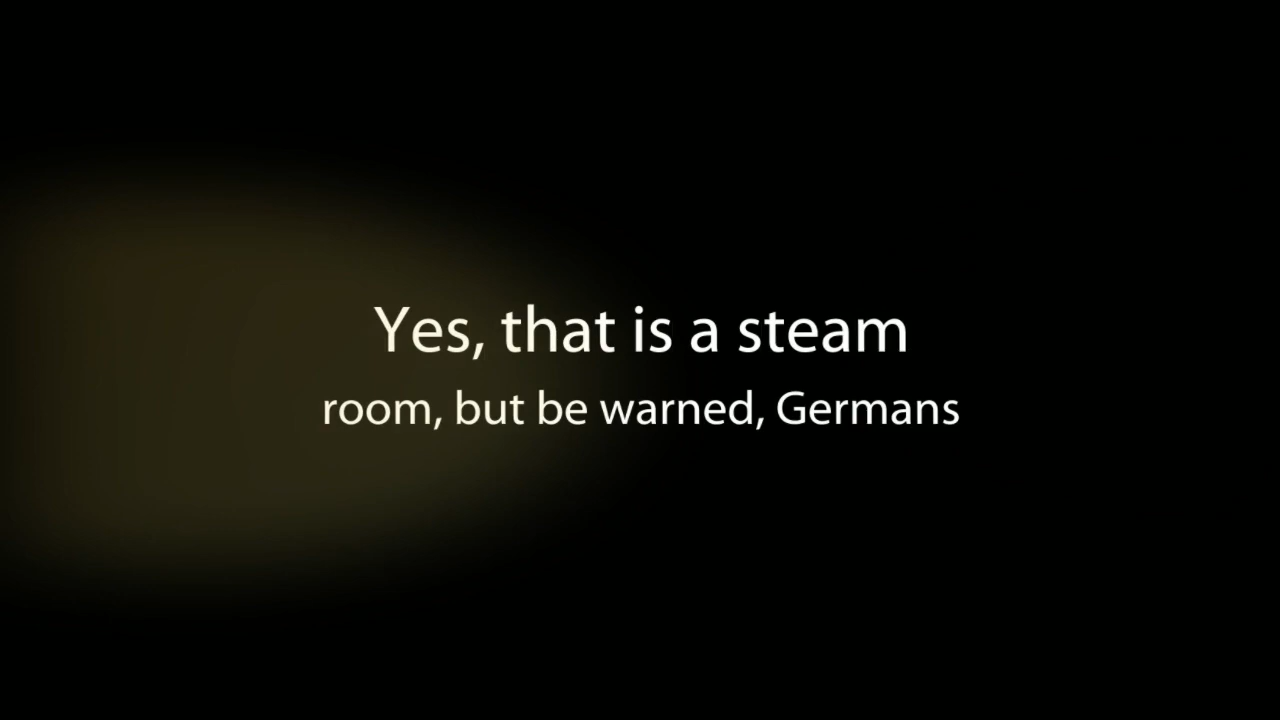 Yes, that is a steam
room, but be warned, Germans